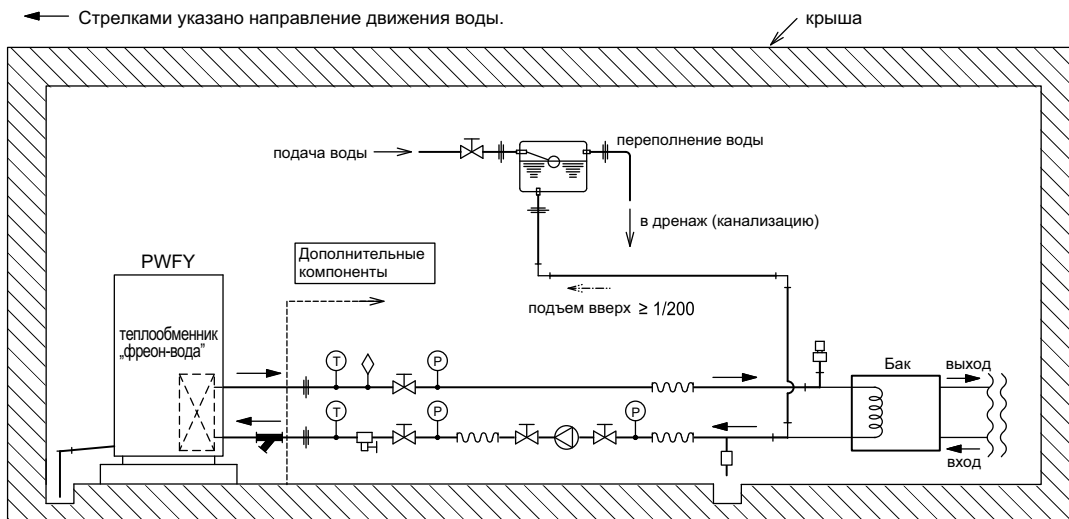 Стрелками указано направление движения воды.
крыша
подача воды
переполнение воды
в дренаж (канализацию)
Дополнительные
компоненты
PWFY
подъем вверх ≥ 1/200
теплообменник
„фреон-вода"
T
P
Бак
выход
T
P
P
вход